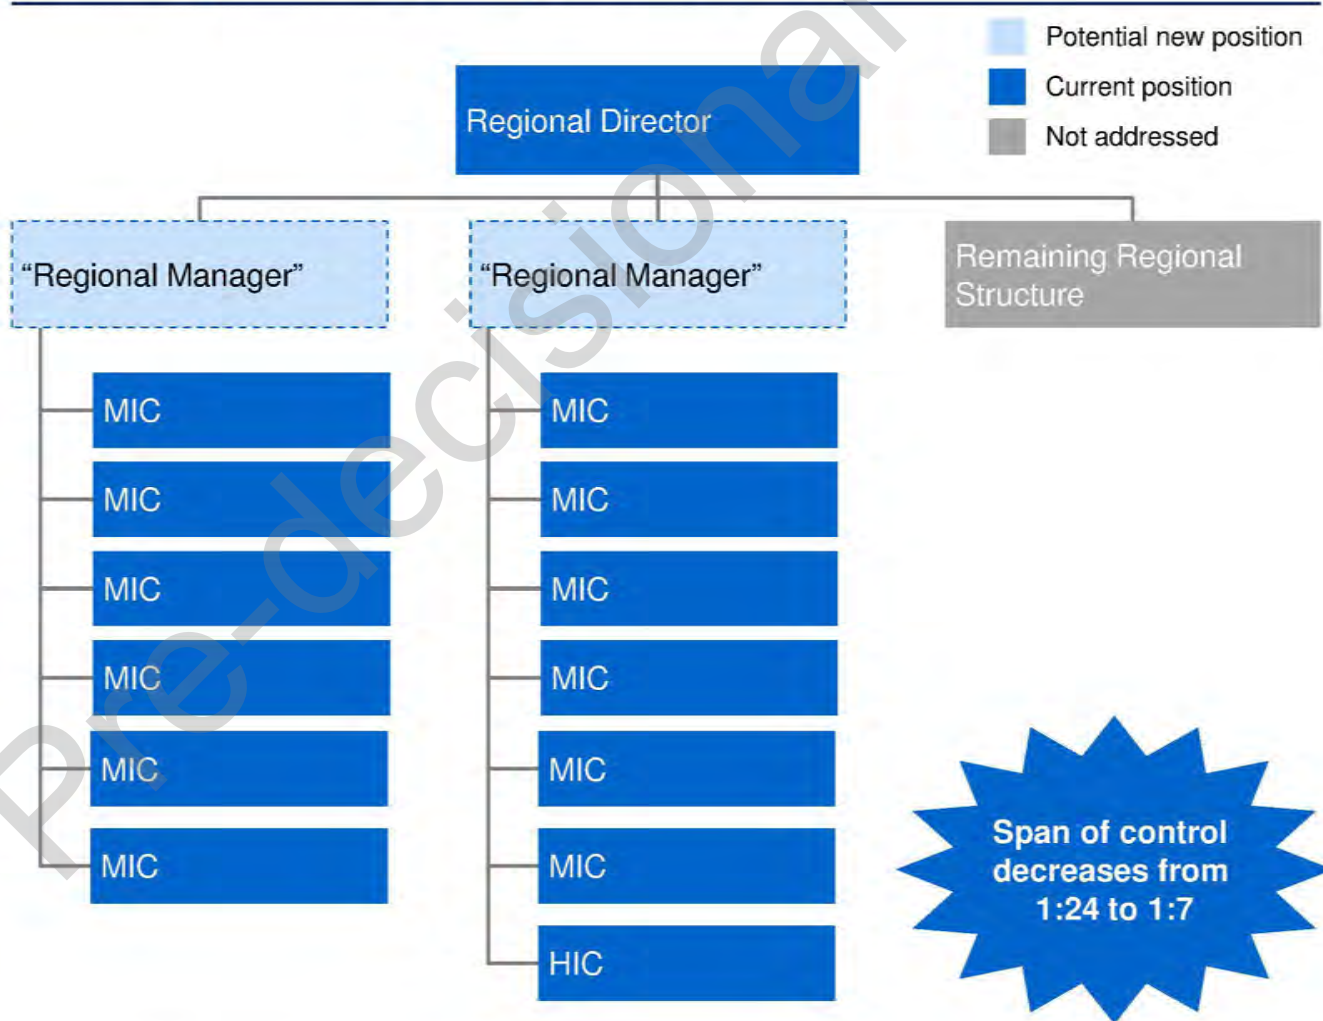 Potential new position
Current position
Not addressed
Regional Director
“Regional Manager”
“Regional Manager”
Remaining Regional
Structure
MIC
MIC
MIC
MIC
MIC
MIC
MIC
MIC
MIC
MIC
MIC
MIC
HIC
Span of control
decreases from
1:24 to 1:7
Pre-decisional